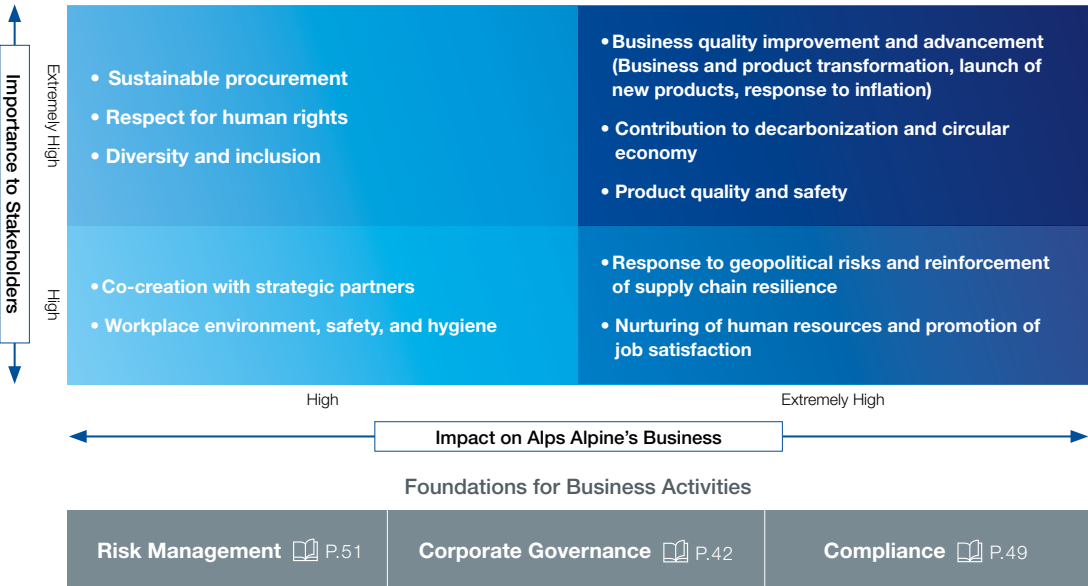 Importance to Stakeholders
Extremely High
High
• Sustainable procurement
• Respect for human rights
• Diversity and inclusion
• Business quality improvement and advancement
(Business and product transformation, launch of
new products, response to inflation)
• Contribution to decarbonization and circular
economy
• Product quality and safety
• Co-creation with strategic partners
• Workplace environment, safety, and hygiene
• Response to geopolitical risks and reinforcement
of supply chain resilience
• Nurturing of human resources and promotion of
job satisfaction
High
Extremely High
Impact on Alps Alpine's Business
Foundations for Business Activities
Risk Management P.51
Corporate Governance P.42
Compliance P.49